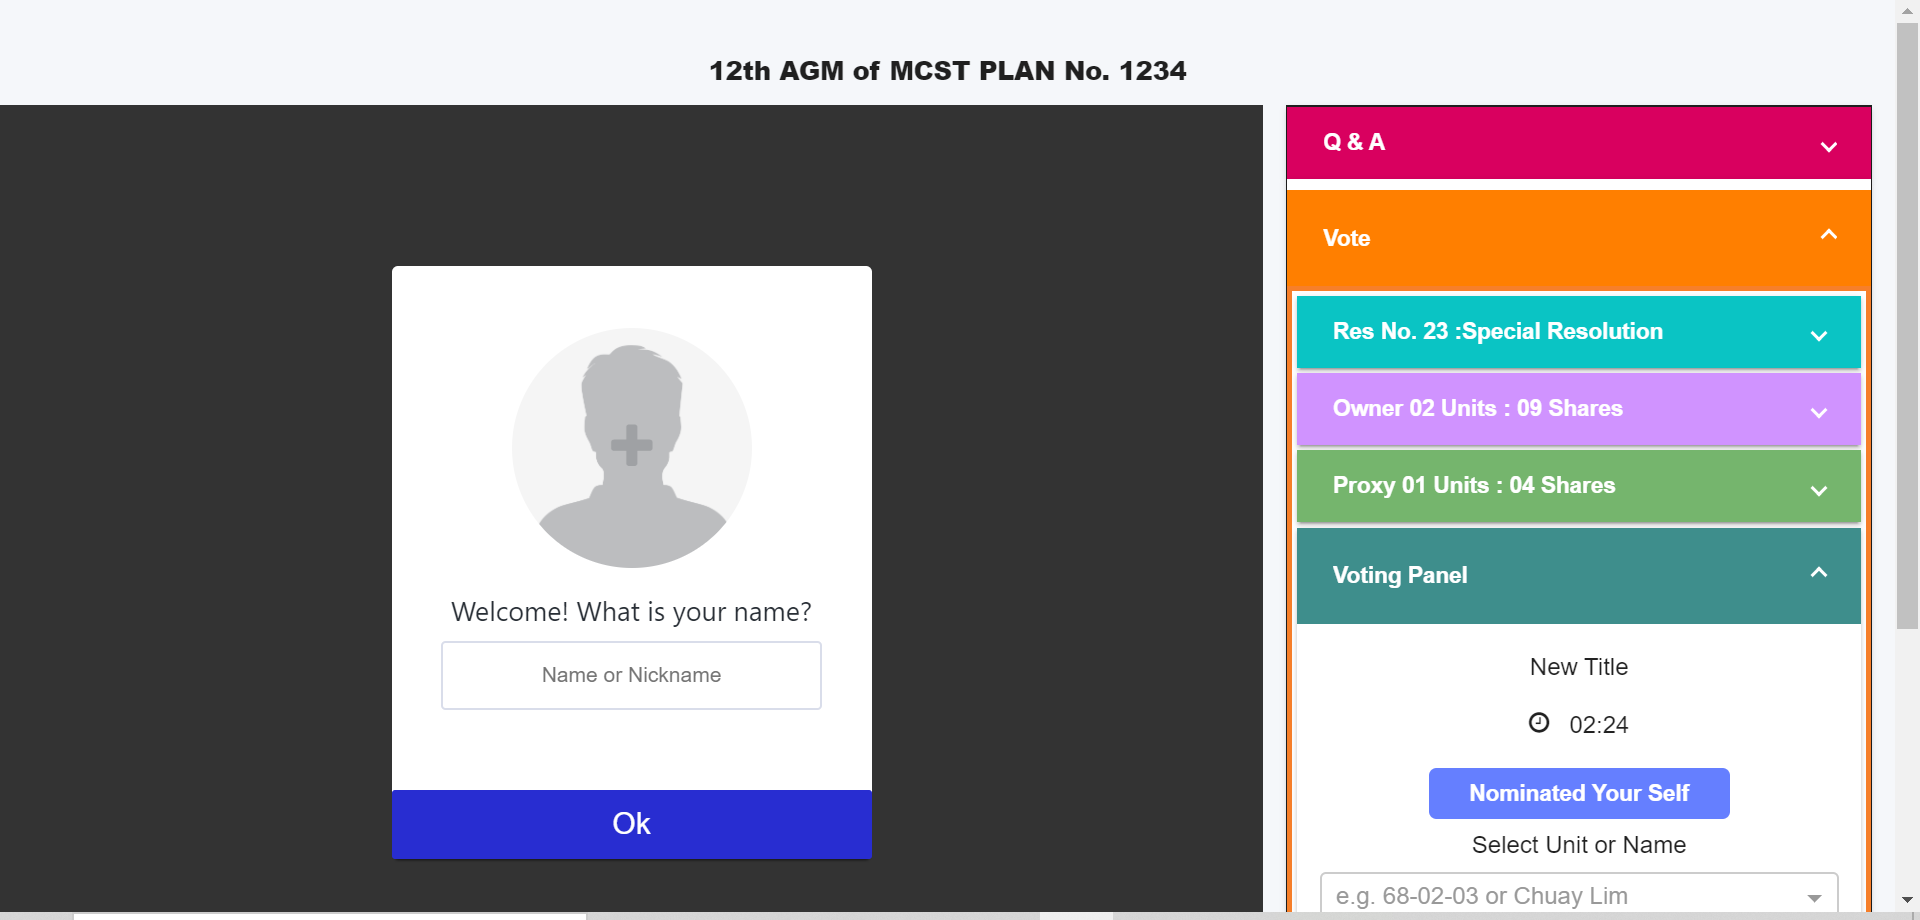 12th AGM of MCST PLAN No. 1234
Welcome! What is your name?
Name or Nickname
Ok
Q & A
Vote
Res No. 23 :Special Resolution
Owner 02 Units : 09 Shares
Proxy 01 Units : 04 Shares
Voting Panel
New Title
02:24
Nominated Your Self
Select Unit or Name
e.g. 68-02-03 or Chuay Lim